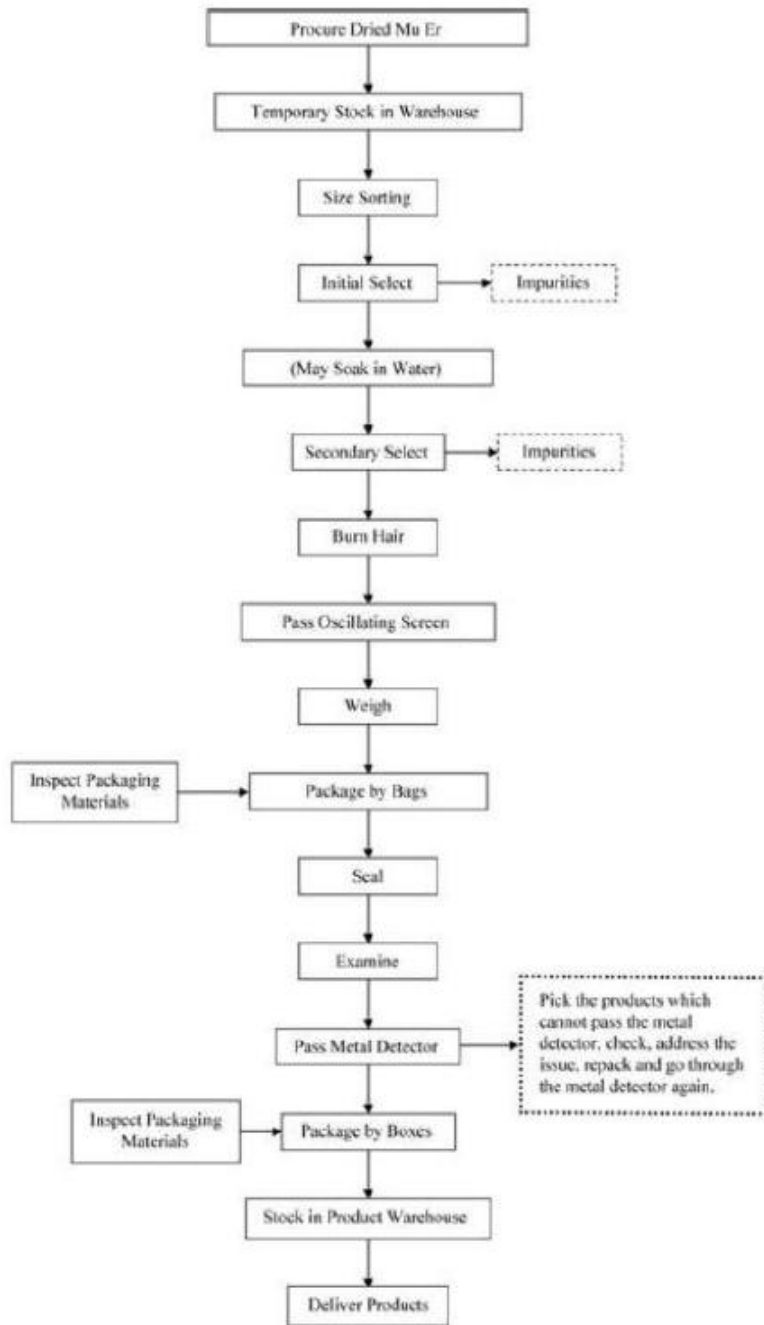 Procure Dried Mu Er
Temporary Stock in Warehouse
Size Sorting
Initial Select
Impurities
(May Soak in Water)
Secondary Select
Impurities
Burn Hair
Pass Oscillating Screen
Weigh
Inspect Packaging
Materials
Package by Bags
Seal
Examine
Pass Metal Detector
Pick the products which
cannot pass the metal
detector, check, address the
issue, repack and go through
the metal detector again.
Inspect Packaging
Materials
Package by Boxes
Stock in Product Warehouse
Deliver Products